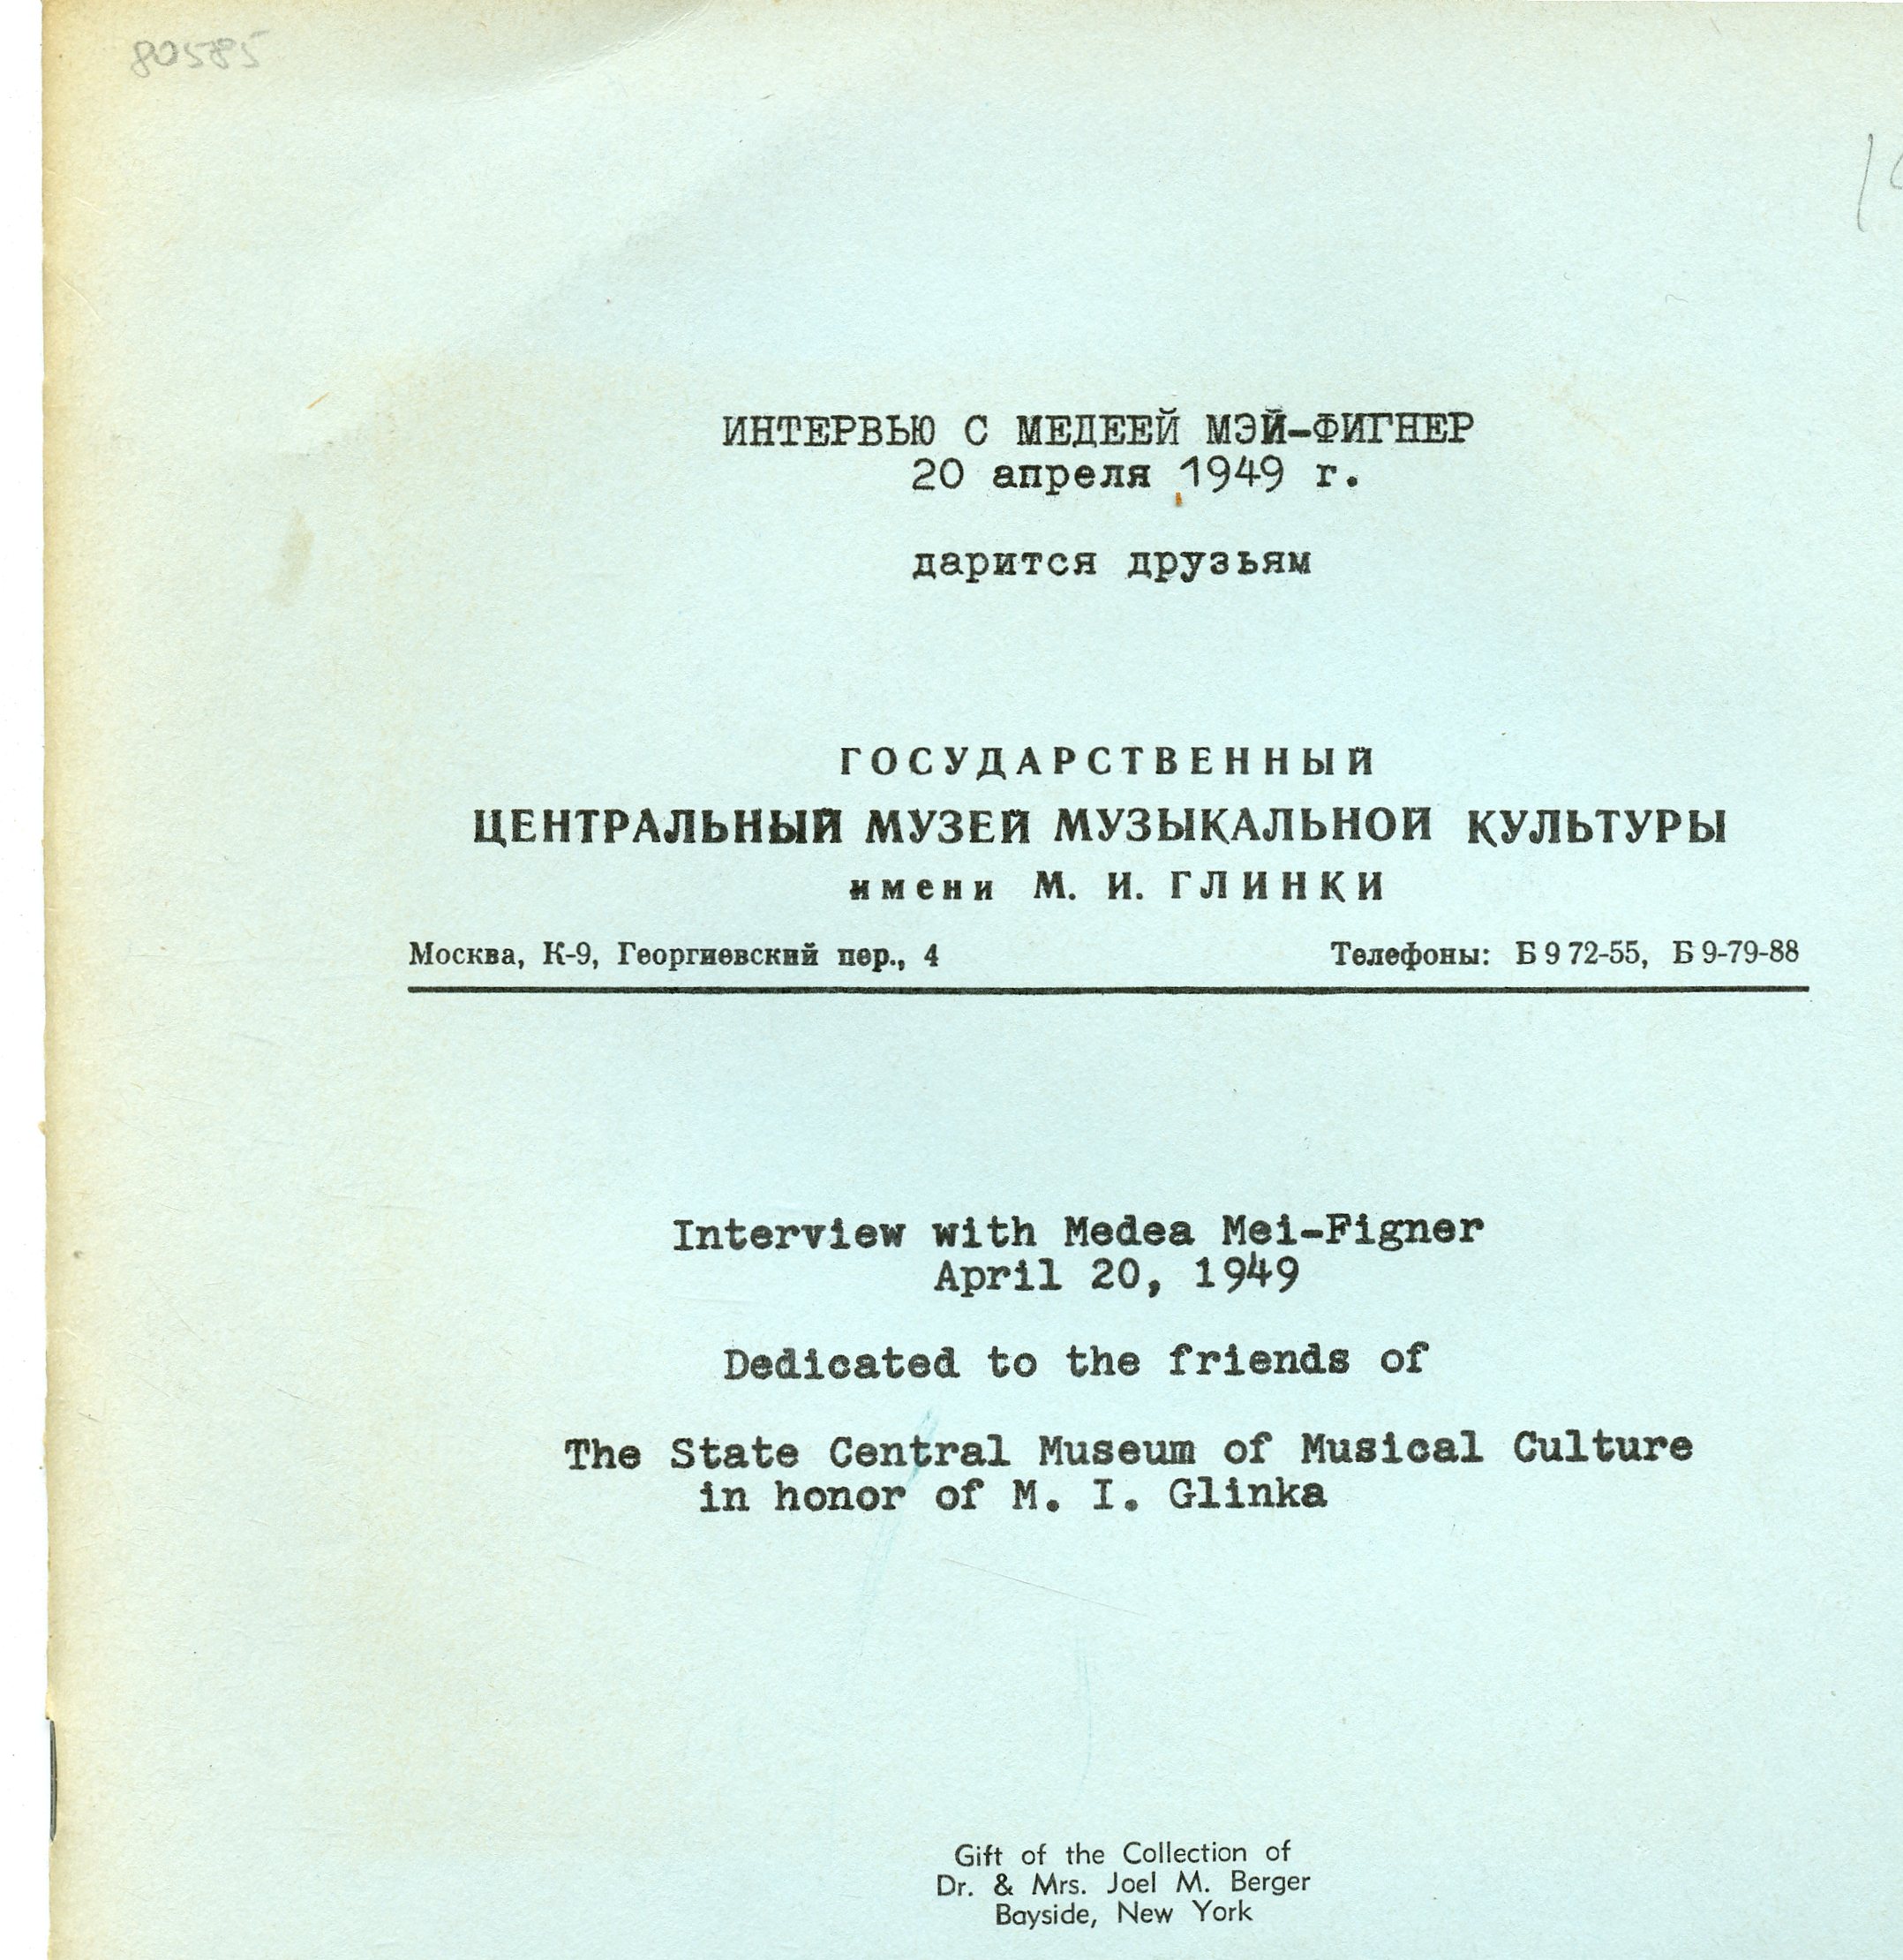 80585
ИНТЕРВЬЮ С МЕДЕЕЙ МЭЙ-ФИГНЕР
20 апреля 1949 г.
дарится друзьям
ГОСУДАРСТВЕННЫЙ
ЦЕНТРАЛЬНЫЙ МУЗЕЙ МУЗЫКАЛЬНОЙ КУЛЬТУРЫ
имени М. И. ГЛИНКИ
Москва, К-9, Георгиевский пер., 4 Телефоны: Б 9 72-55, Б 9-79-88
Interview with Medea Mei-Figner
April 20, 1949
Dedicated to the friends of
The State Central Museum of Musical Culture
in honor of M. I. Glinka
Gift of the Collection of
Dr. & Mrs. Joel M. Berger
Bayside, New York